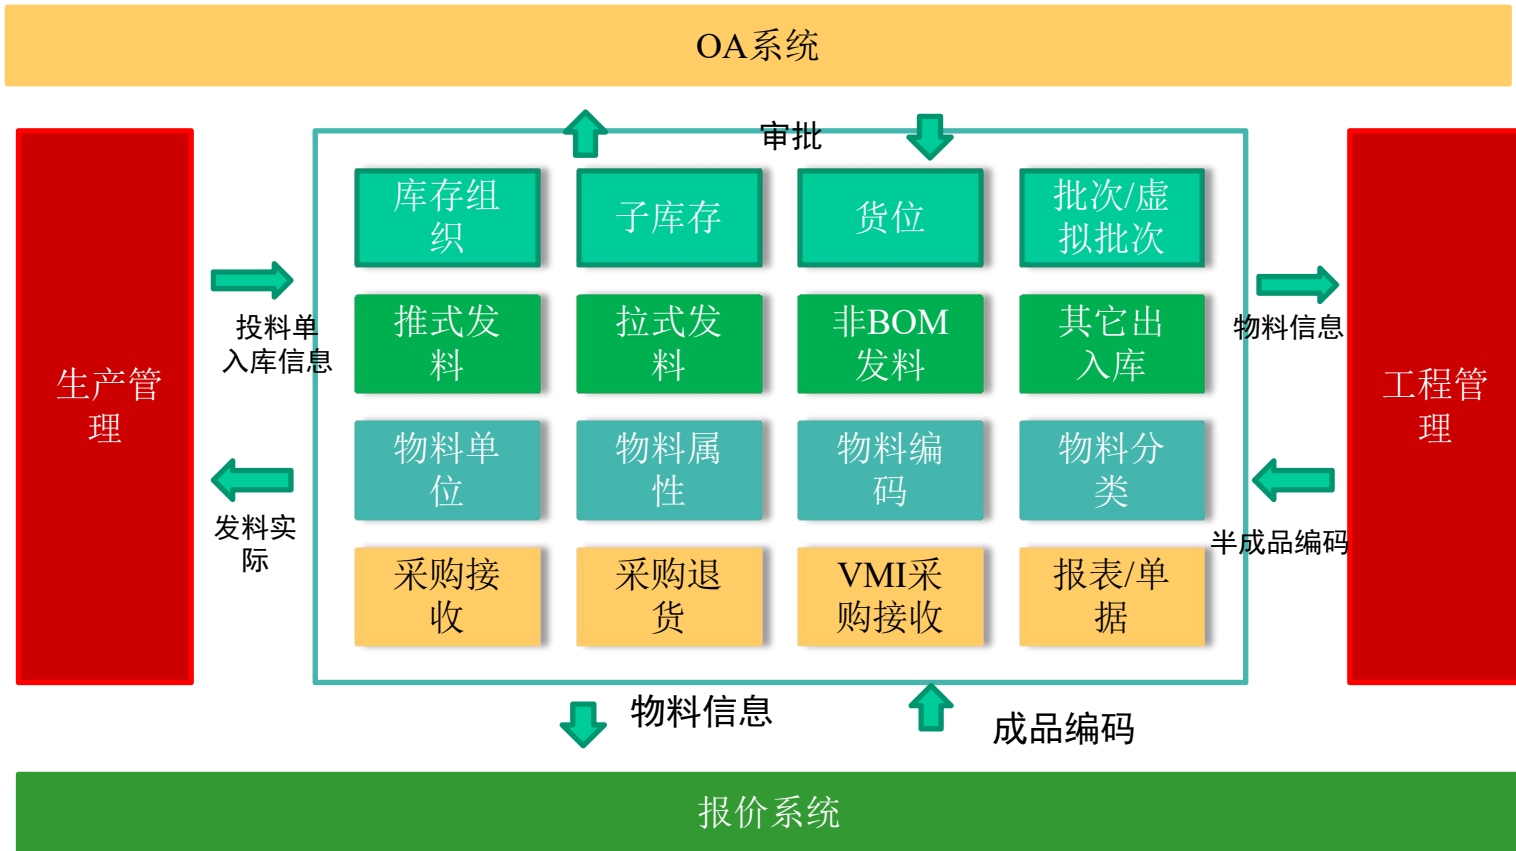 OA系统
审批
库存组
织
子库存
货位
批次/虚
拟批次
投料单
入库信息
推式发
料
拉式发
料
非BOM
发料
其它出
入库
物料信息
生产管
理
工程管
理
物料单
位
物料属
性
物料编
码
物料分
类
发料实
际
半成品编码
采购接
收
采购退
货
VMI采
购接收
报表/单
据
物料信息
成品编码
报价系统